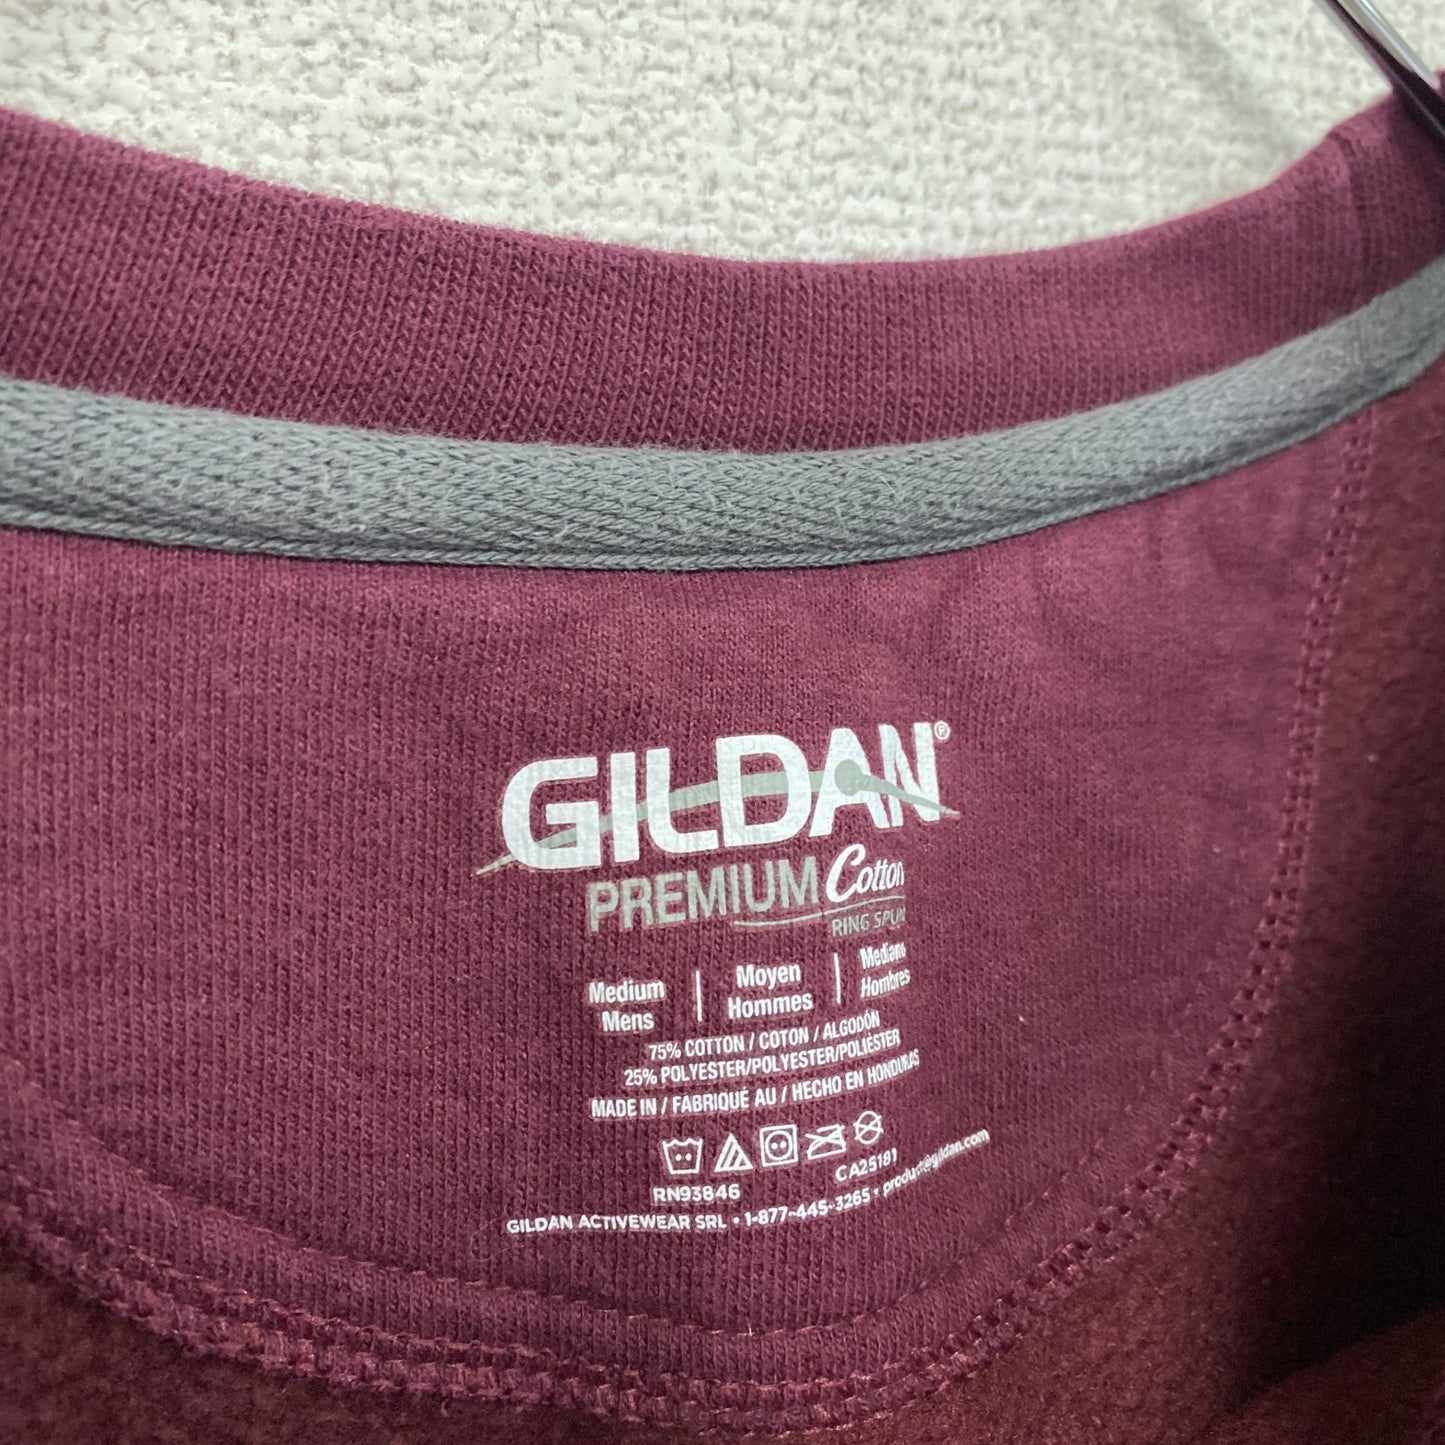 GILDAN®
PREMIUM Cotton
RING SPUN
Medium | Moyen | Mediano
Mens | Hommes | Hombres
75% COTTON / COTON / ALGODÓN
25% POLYESTER/POLYESTER/POLIÉSTER
MADE IN / FABRIQUÉ AU / HECHO EN HONDURAS
RN93846 CA25181
GILDAN ACTIVEWEAR SRL • 1-877-445-3265 • product@gildan.com